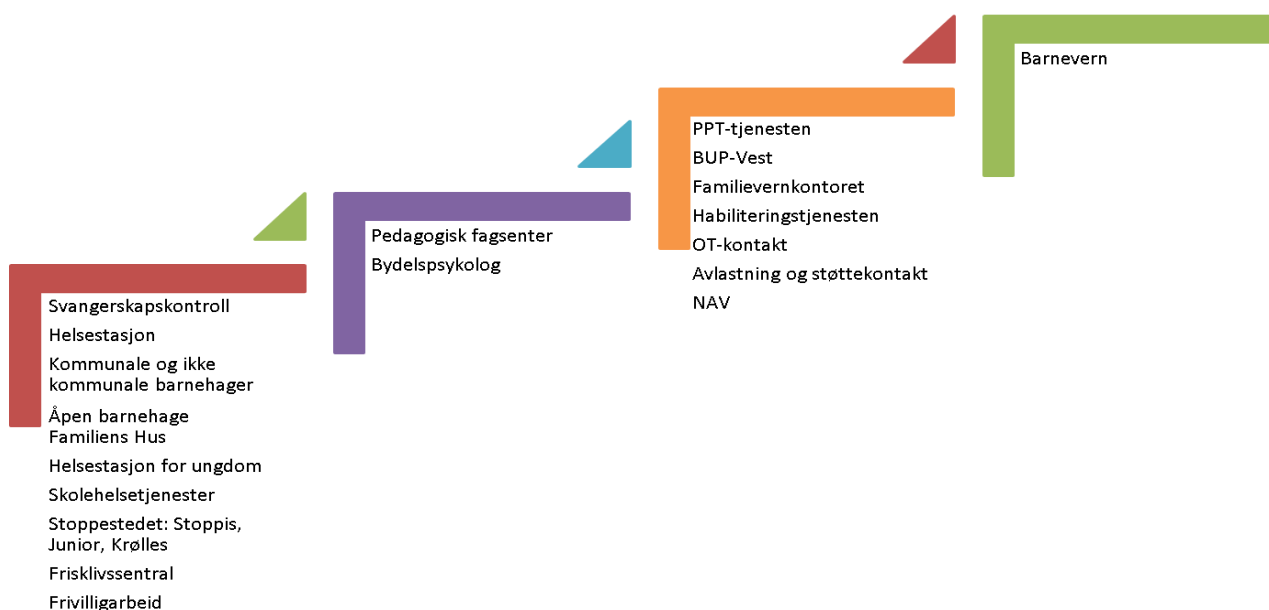 Svangerskapskontroll
Helsestasjon
Kommunale og ikke
kommunale barnehager
Åpen barnehage
Familiens Hus
Helsestasjon for ungdom
Skolehelsetjenester
Stoppestedet: Stoppis,
Junior, Krølles
Frisklivssentral
Frivilligarbeid
Pedagogisk fagsenter
Bydelspsykolog
PPT-tjenesten
BUP-Vest
Familievernkontoret
Habiliteringstjenesten
OT-kontakt
Avlastning og støttekontakt
NAV
Barnevern